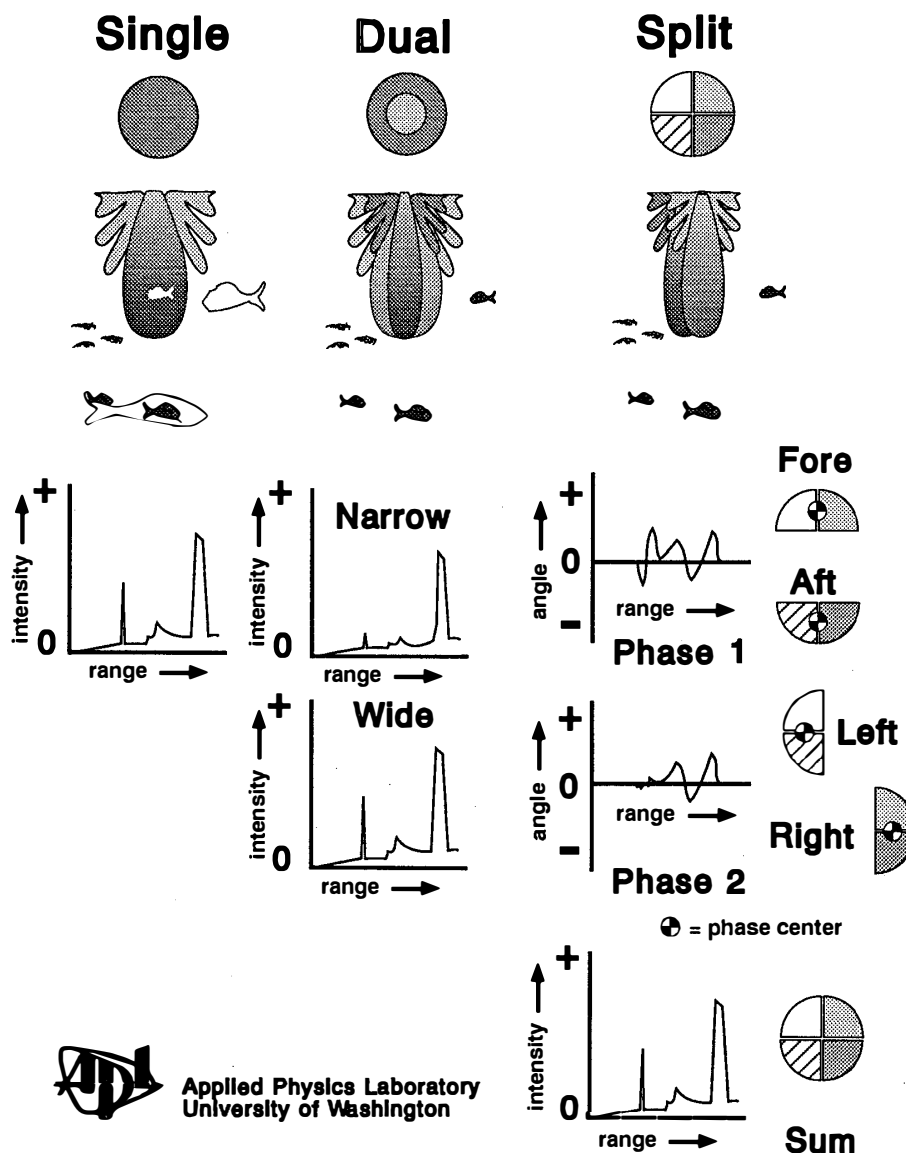 Single Dual Split
Fore
+ + +
intensity intensity Narrow angle 0
0 0 range Aft
range range - Phase 1
+ Wide +
intensity angle 0 Left
0 range Right
range - Phase 2
= phase center
+
intensity
0
range Sum
APL
Applied Physics Laboratory
University of Washington